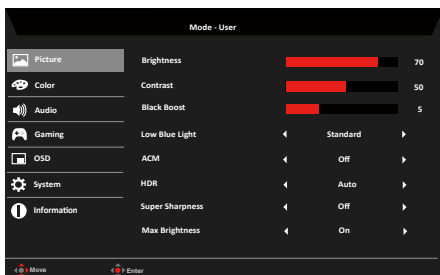 Mode - User
Picture
Color
Audio
Gaming
OSD
System
Information
Brightness 70
Contrast 50
Black Boost 5
Low Blue Light Standard
ACM Off
HDR Auto
Super Sharpness Off
Max Brightness On
Move Enter